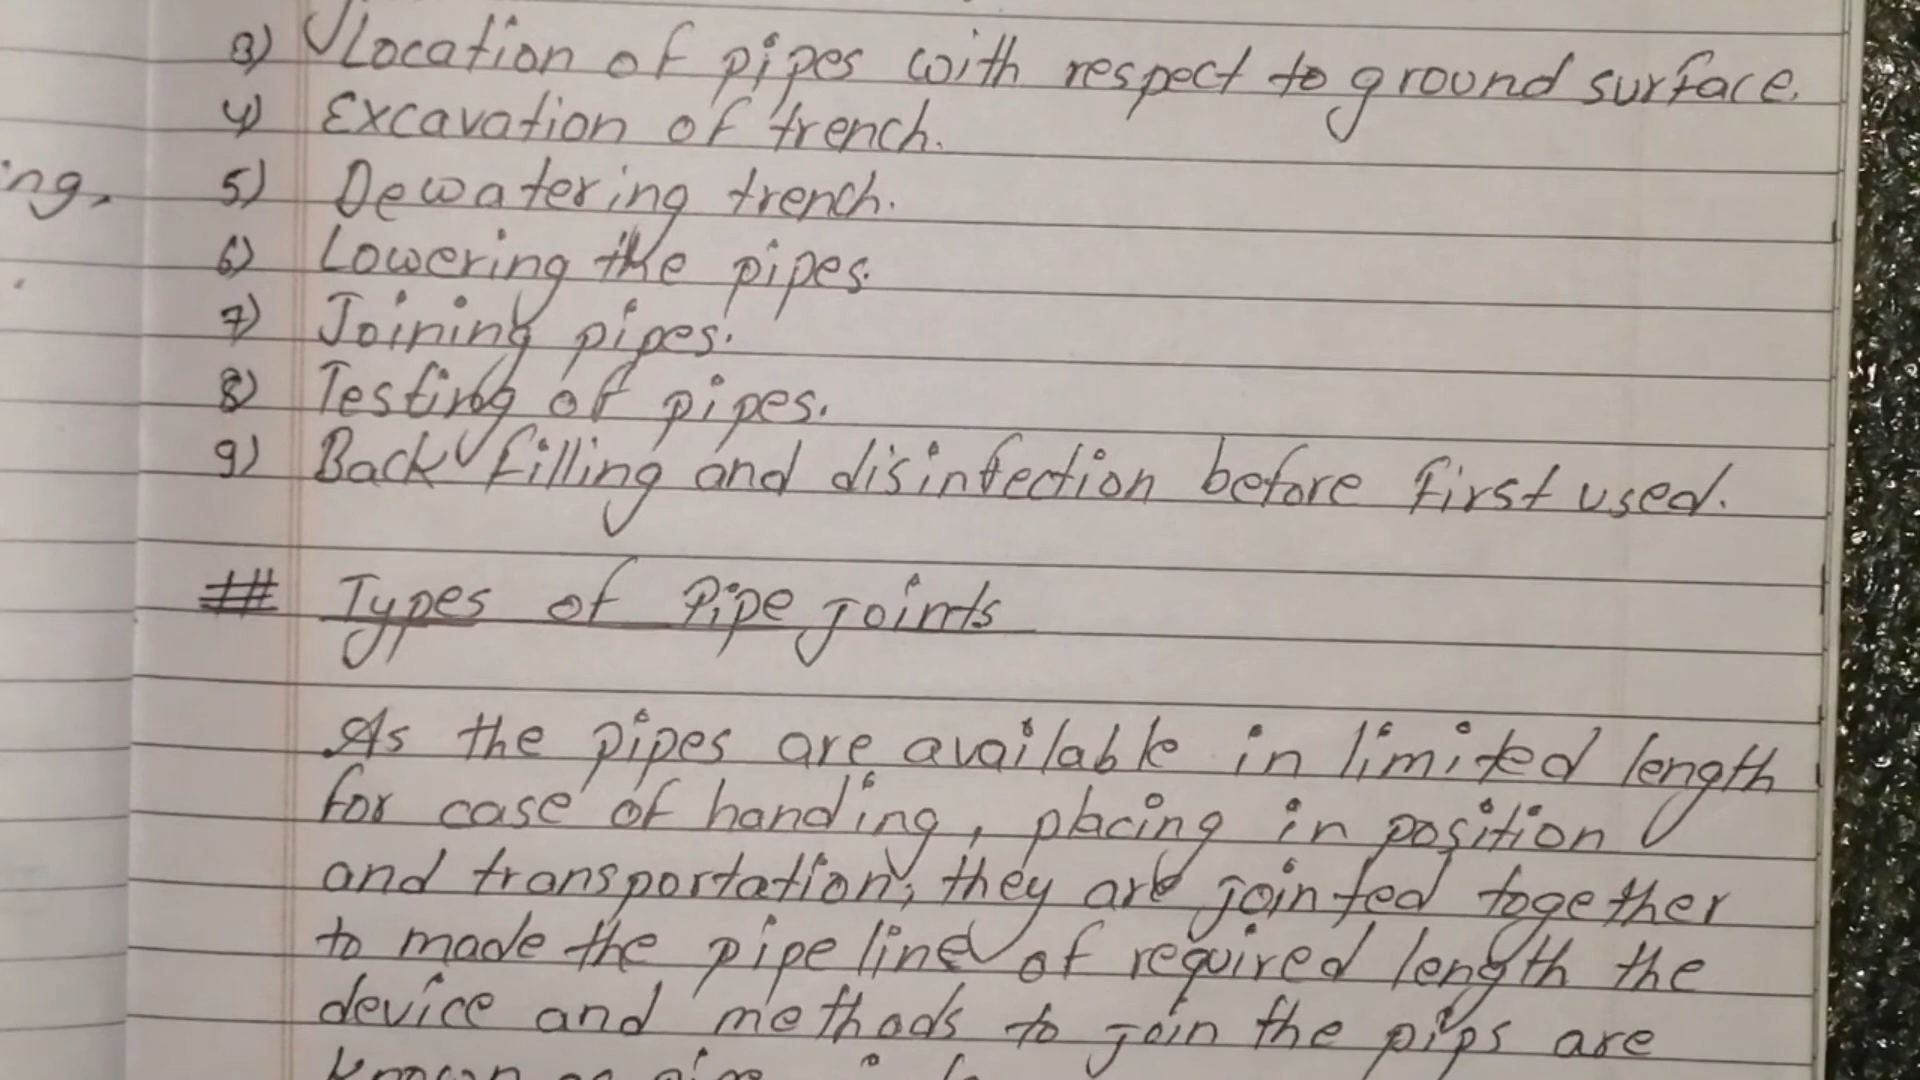 3) Location of pipes with respect to ground surface.
4) Excavation of trench.
ing,
5) Dewatering trench.
6) Lowering the pipes.
7) Joining pipes.
8) Testing of pipes.
9) Back filling and disinfection before first used.
# Types of Pipe Joints
As the pipes are available in limited length
for case of handing, placing in position
and transportation, they are jointed together
to made the pipe line of required length the
device and methods to join the pips are
known as pipe